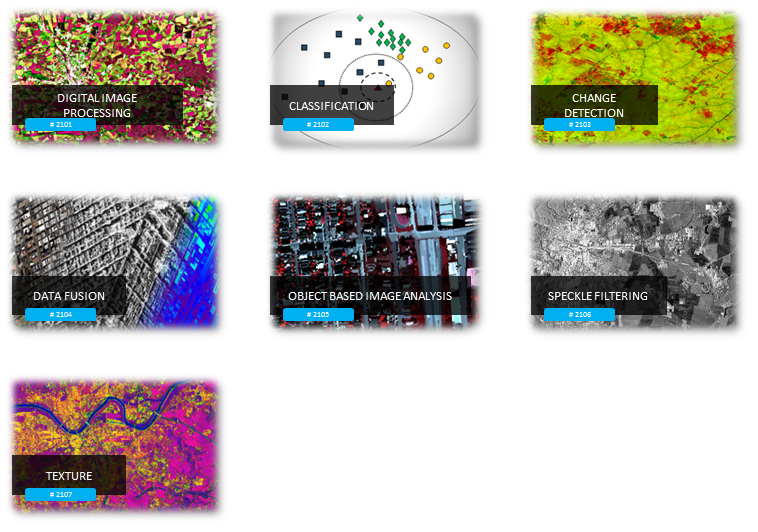 DIGITAL IMAGE
PROCESSING
# 2101
CLASSIFICATION
# 2102
CHANGE
DETECTION
# 2103
DATA FUSION
# 2104
OBJECT BASED IMAGE ANALYSIS
# 2105
SPECKLE FILTERING
# 2106
TEXTURE
# 2107